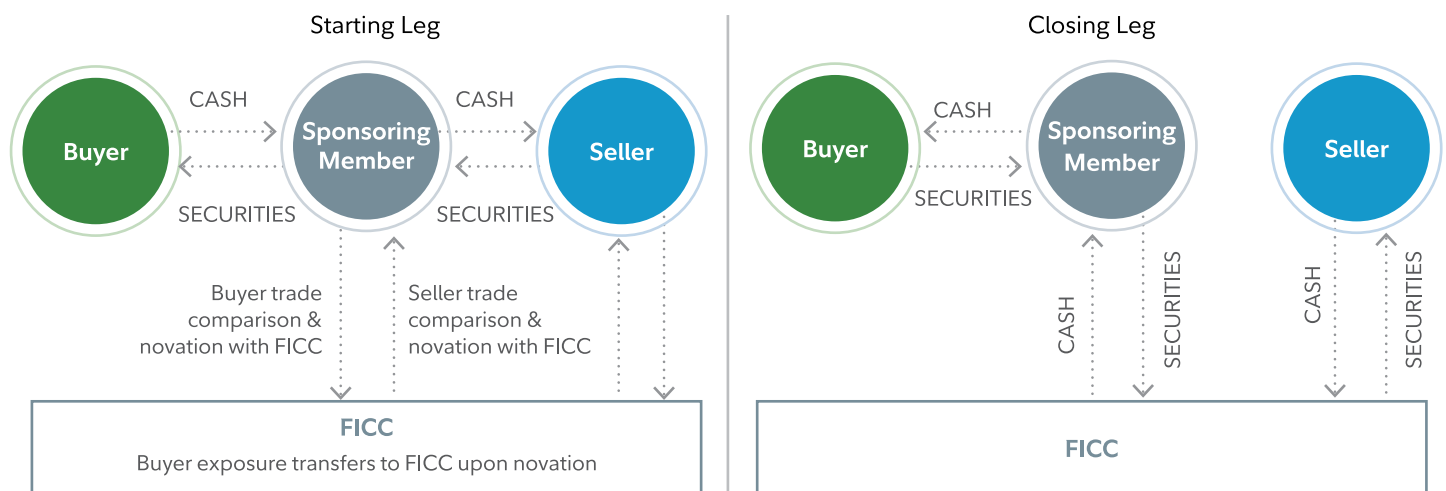 Starting Leg
Buyer
CASH
Sponsoring
Member
CASH
Seller
SECURITIES
SECURITIES
Buyer trade
comparison &
novation with FICC
Seller trade
comparison &
novation with FICC
FICC
Buyer exposure transfers to FICC upon novation
Closing Leg
Buyer
CASH
Sponsoring
Member
Seller
SECURITIES
CASH
SECURITIES
CASH
SECURITIES
FICC